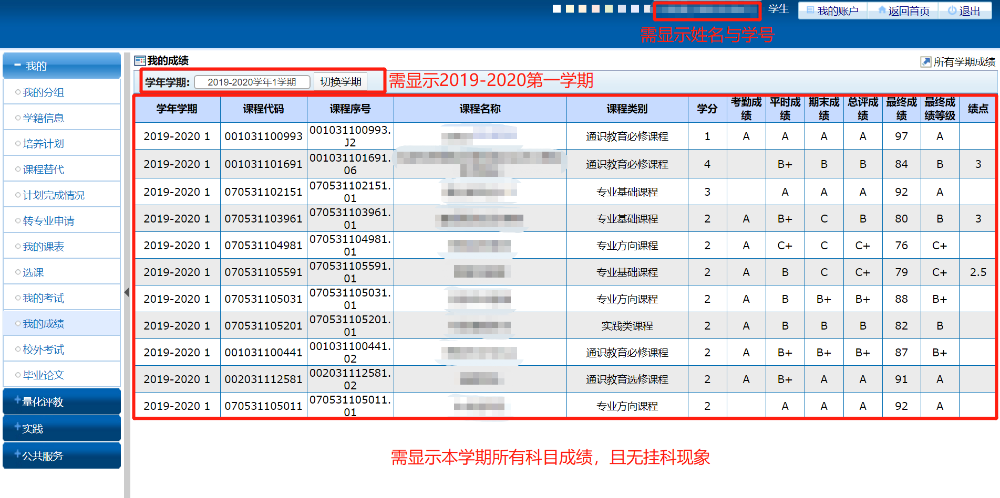 学生 我的账户 返回首页 退出
需显示姓名与学号
我的
我的分组
学籍信息
培养计划
课程替代
计划完成情况
转专业申请
我的课表
选课
我的考试
我的成绩
校外考试
毕业论文
量化评教
实践
公共服务
我的成绩 所有学期成绩
学年学期: 2019-2020学年1学期 切换学期 需显示2019-2020第一学期
学年学期 课程代码 课程序号 课程名称 课程类别 学分 考勤成绩 平时成绩 期末成绩 总评成绩 最终成绩 最终成绩等级 绩点
2019-2020 1 001031100993 001031100993.J2 通识教育必修课程 1 A A A A 97 A
2019-2020 1 001031101691 001031101691.06 通识教育必修课程 4 B+ B B 84 B 3
2019-2020 1 070531102151 070531102151.01 专业基础课程 3 A A A 92 A
2019-2020 1 070531103961 070531103961.01 专业基础课程 2 A B+ C B 80 B 3
2019-2020 1 070531104981 070531104981.01 专业方向课程 2 A C+ C C+ 76 C+
2019-2020 1 070531105591 070531105591.01 专业基础课程 2 A B C C+ 79 C+ 2.5
2019-2020 1 070531105031 070531105031.01 专业方向课程 2 A B B+ B+ 88 B+
2019-2020 1 070531105201 070531105201.01 实践类课程 2 A B B B 82 B
2019-2020 1 001031100441 001031100441.02 通识教育必修课程 2 A B+ B+ B+ 87 B+
2019-2020 1 002031112581 002031112581.02 通识教育选修课程 2 A B+ A A 91 A
2019-2020 1 070531105011 070531105011.01 专业方向课程 2 A A A 92 A
需显示本学期所有科目成绩，且无挂科现象